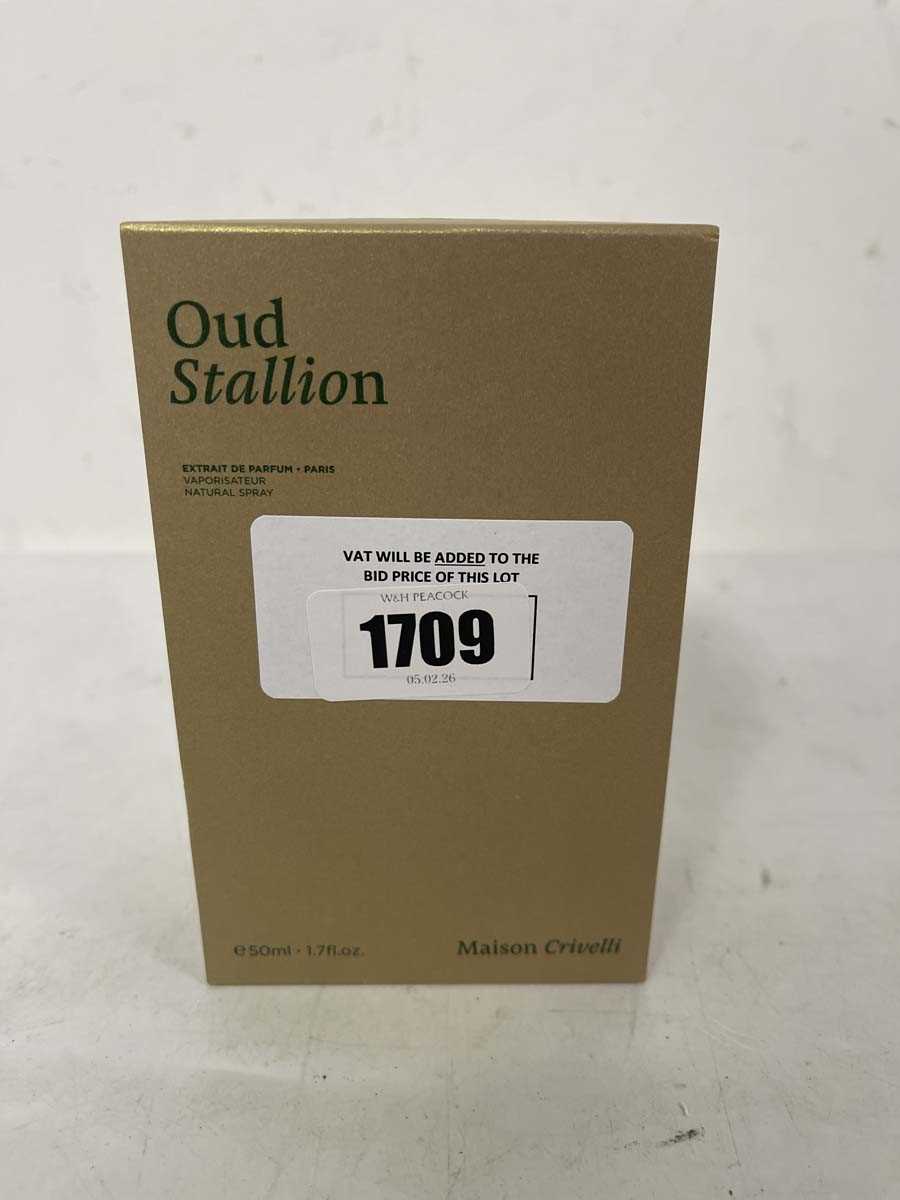 Oud
Stallion
EXTRAIT DE PARFUM • PARIS
VAPORISATEUR
NATURAL SPRAY
VAT WILL BE ADDED TO THE
BID PRICE OF THIS LOT
W&H PEACOCK
1709
05.02.26
℮50ml • 1.7fl.oz.
Maison Crivelli